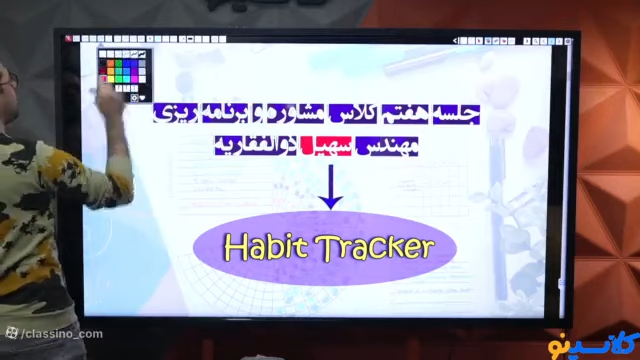 جلسه هفتم کلاس مشاوره و برنامه ریزی
مهندس سهیل ذوالفقاریه
Habit Tracker
/classino_com
کلاسینو